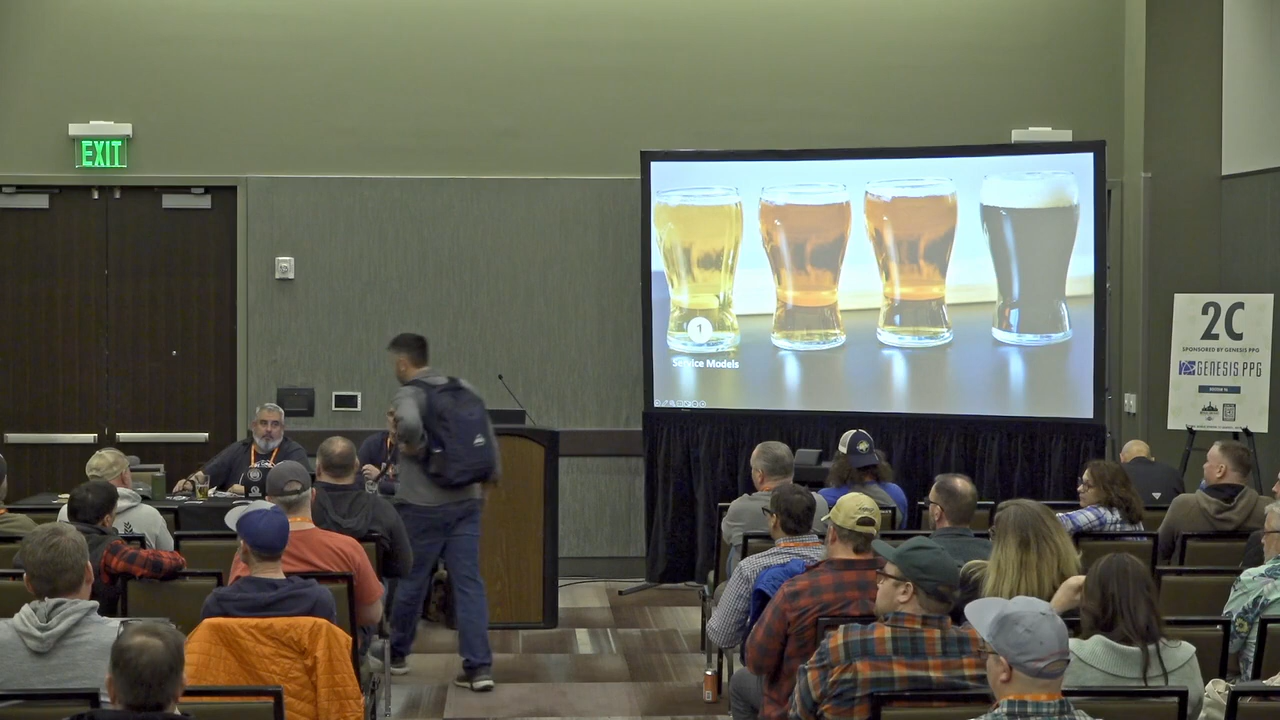 EXIT
1
Service Models
2C
SPONSORED BY GENESIS PPG
GENESIS PPG